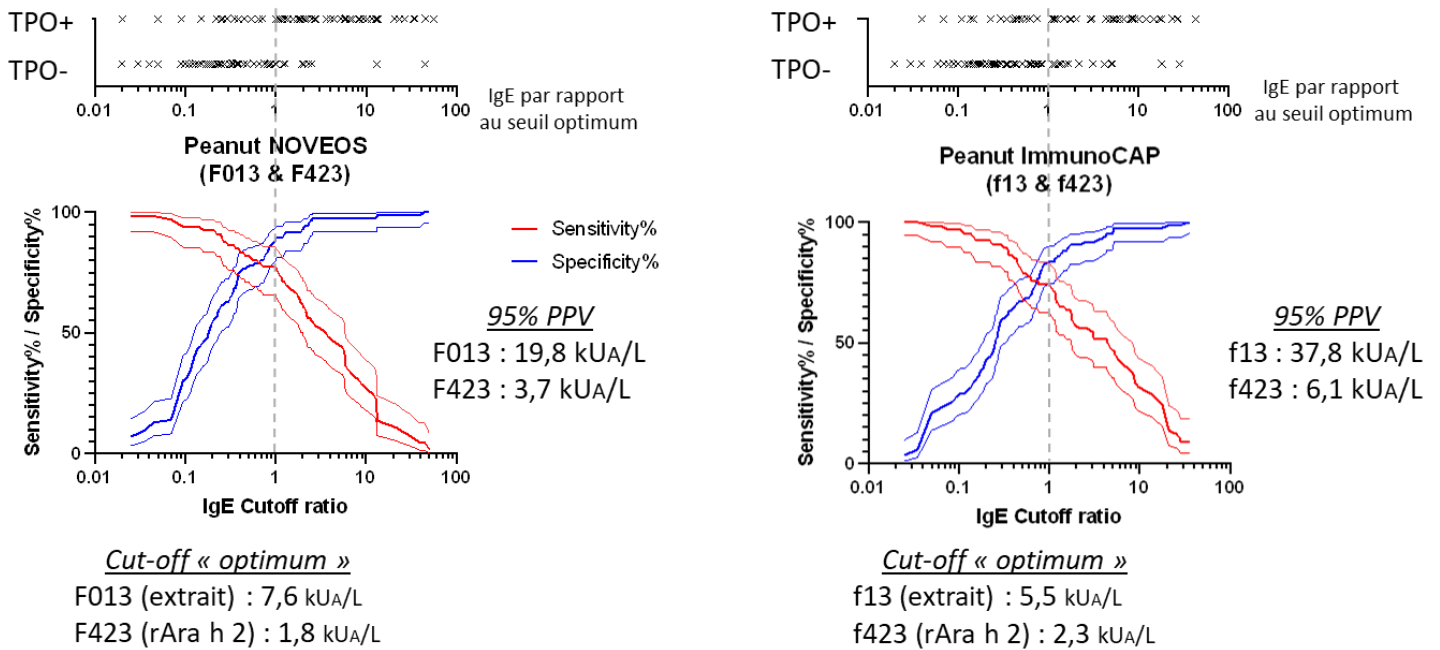 TPO+
TPO-
0.01 0.1 1 10 100
IgE par rapport
au seuil optimum
Peanut NOVEOS
(F013 & F423)
100
50
0
Sensitivity% / Specificity%
Sensitivity%
Specificity%
0.01 0.1 1 10 100
IgE Cutoff ratio
95% PPV
F013 : 19,8 kUA/L
F423 : 3,7 kUA/L
Cut-off « optimum »
F013 (extrait) : 7,6 kUA/L
F423 (rAra h 2) : 1,8 kUA/L
TPO+
TPO-
0.01 0.1 1 10 100
IgE par rapport
au seuil optimum
Peanut ImmunoCAP
(f13 & f423)
100
50
0
Sensitivity% / Specificity%
0.01 0.1 1 10 100
IgE Cutoff ratio
95% PPV
f13 : 37,8 kUA/L
f423 : 6,1 kUA/L
Cut-off « optimum »
f13 (extrait) : 5,5 kUA/L
f423 (rAra h 2) : 2,3 kUA/L